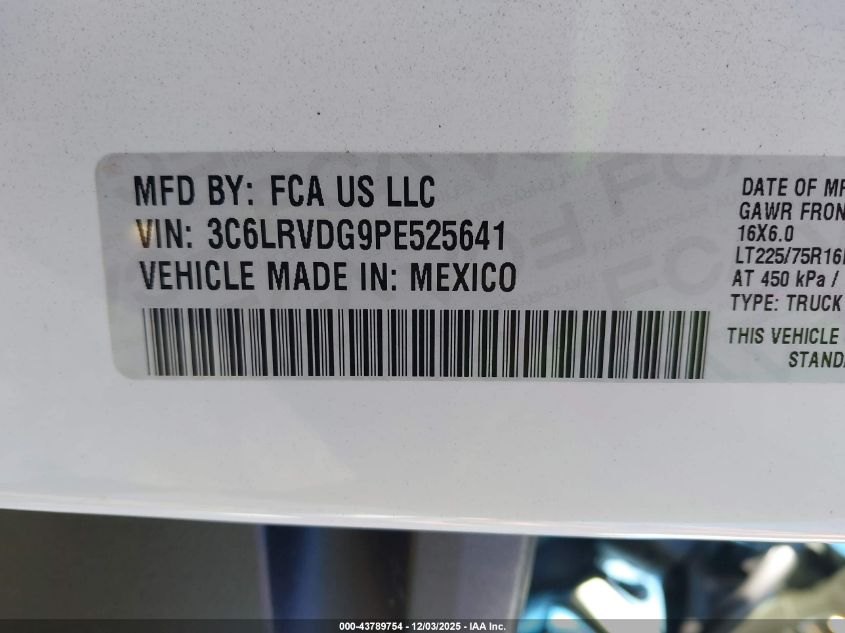 MFD BY: FCA US LLC
VIN: 3C6LRVDG9PE525641
VEHICLE MADE IN: MEXICO
DATE OF MF
GAWR FRON
16X6.0
LT225/75R16
AT 450 kPa /
TYPE: TRUCK
THIS VEHICLE
STAND
000-43789754 - 12/03/2025 - IAA Inc.